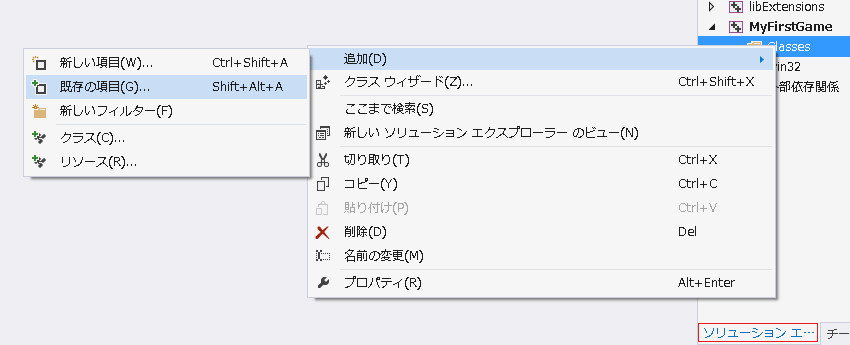 libExtensions
MyFirstGame
Classes
win32
部依存関係
追加(D)
クラス ウィザード(Z)... Ctrl+Shift+X
ここまで検索(S)
新しい ソリューション エクスプローラー のビュー(N)
切り取り(T) Ctrl+X
コピー(Y) Ctrl+C
貼り付け(P) Ctrl+V
削除(D) Del
名前の変更(M)
プロパティ(R) Alt+Enter
新しい項目(W)... Ctrl+Shift+A
既存の項目(G)... Shift+Alt+A
新しいフィルター(F)
クラス(C)...
リソース(R)...
ソリューション エ… チー